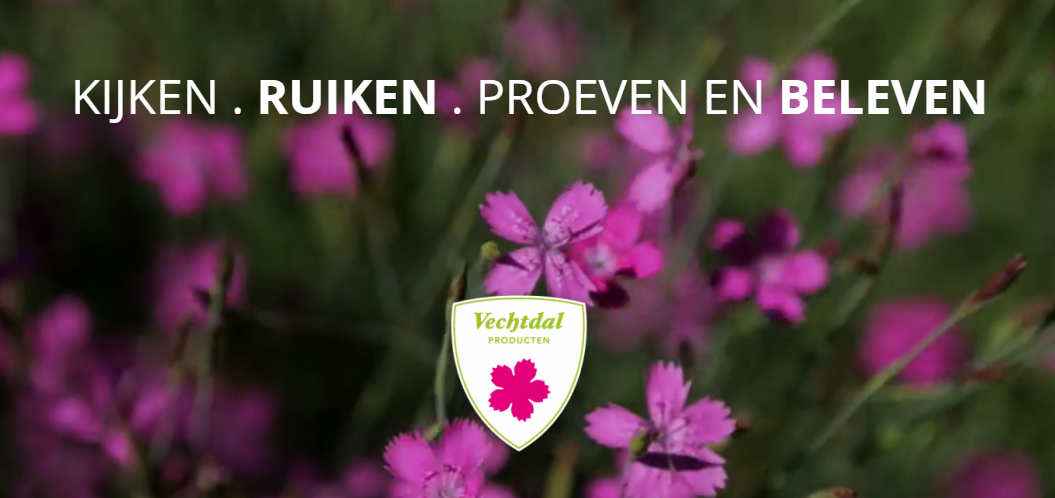 KIJKEN . RUIKEN . PROEVEN EN BELEVEN
Vechtdal
PRODUCTEN